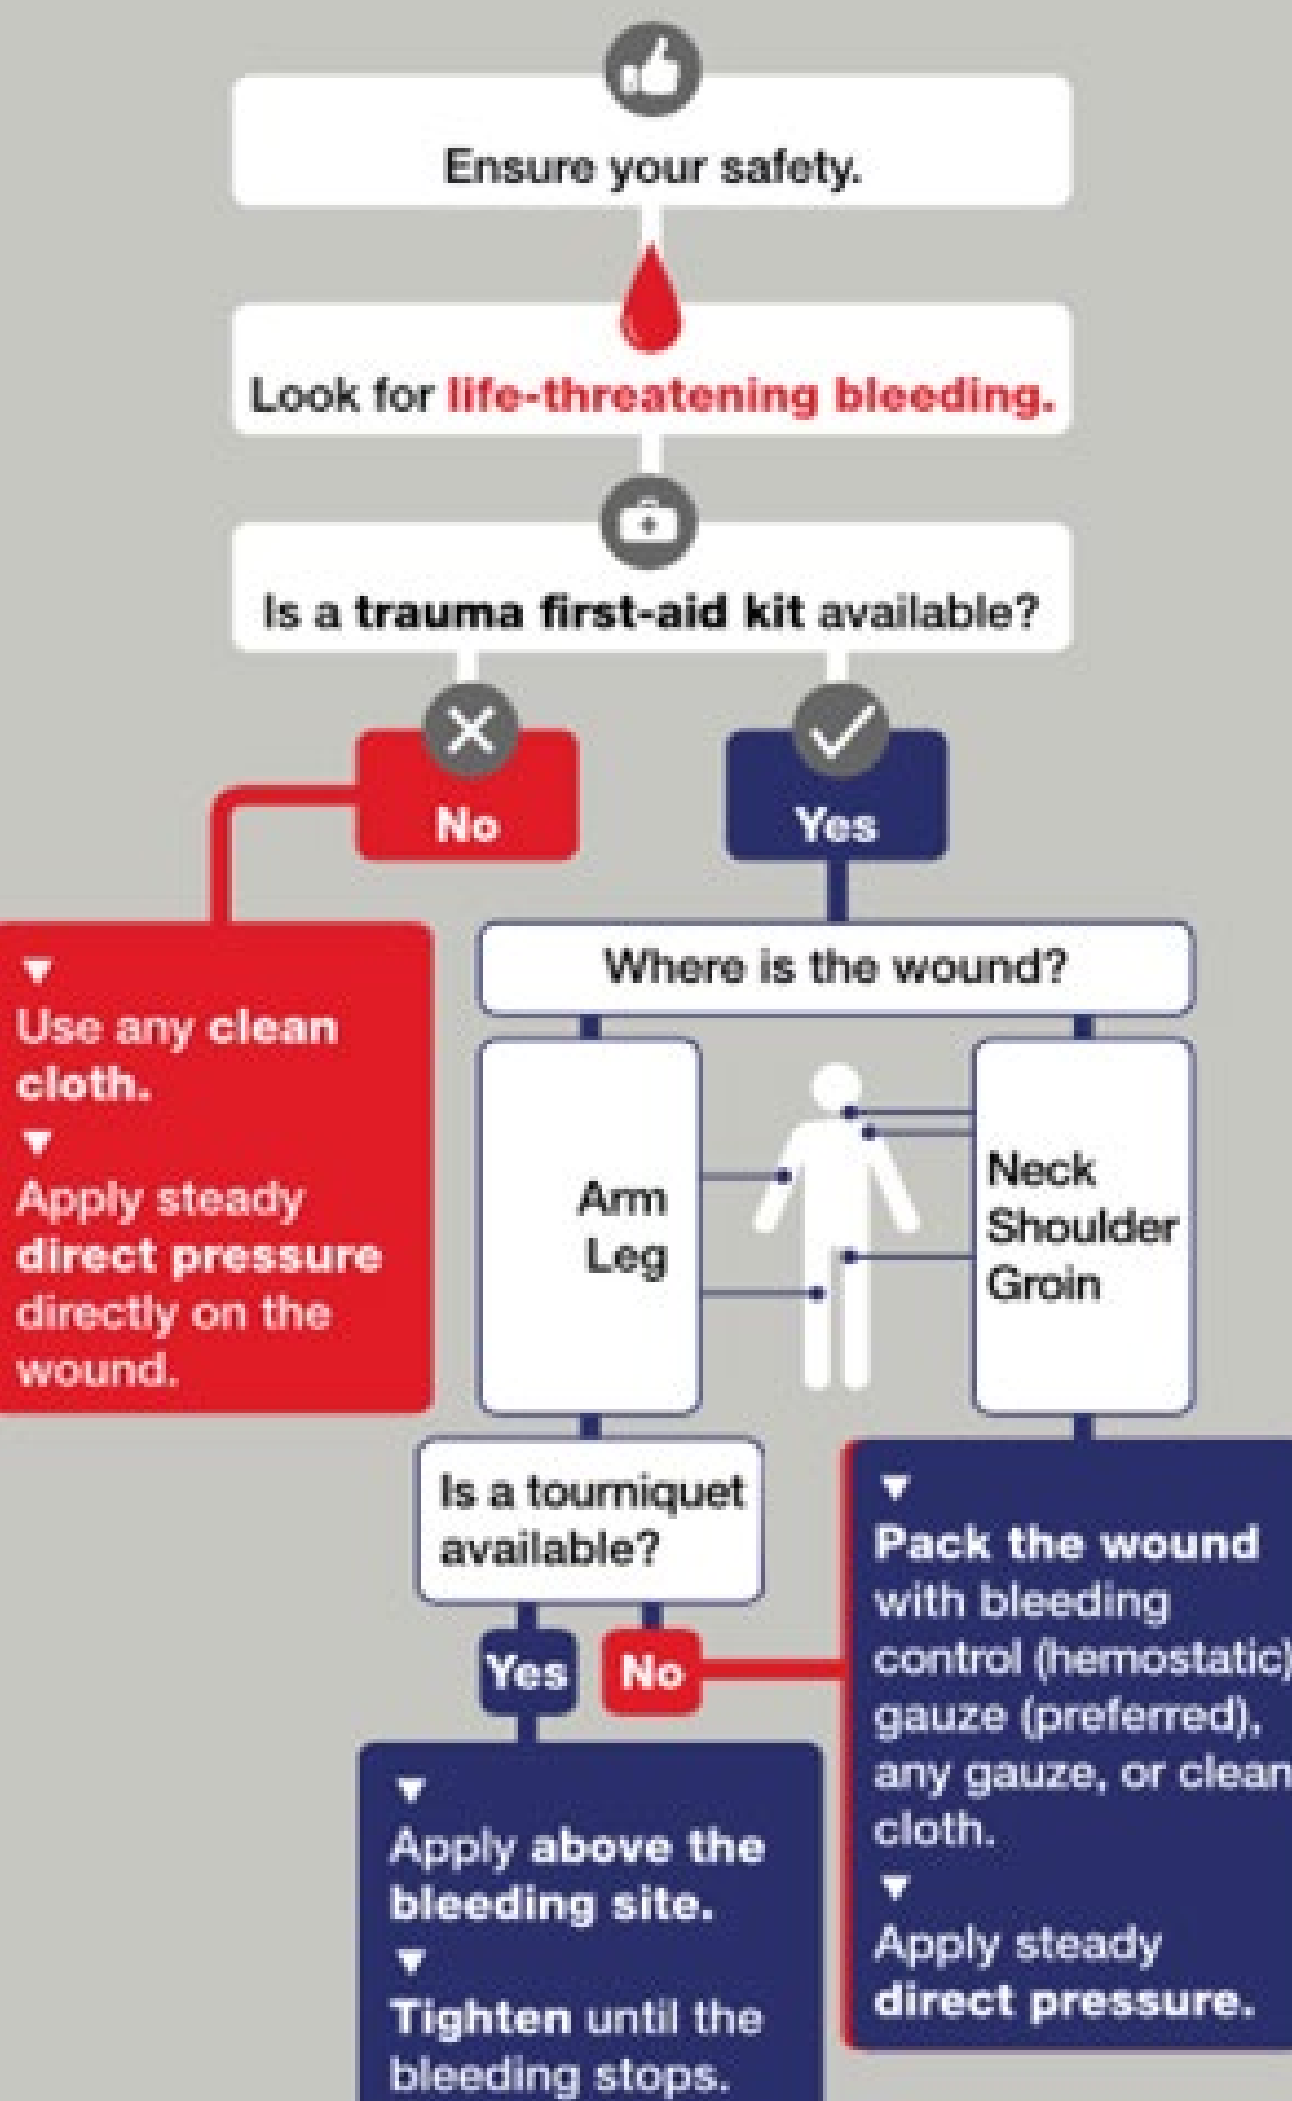 Ensure your safety.
Look for life-threatening bleeding.
Is a trauma first-aid kit available?
No
Yes
Use any clean
cloth.
Apply steady
direct pressure
directly on the
wound.
Where is the wound?
Arm
Leg
Neck
Shoulder
Groin
Is a tourniquet
available?
Yes
No
Pack the wound
with bleeding
control (hemostatic)
gauze (preferred),
any gauze, or clean
cloth.
Apply steady
direct pressure.
Apply above the
bleeding site.
Tighten until the
bleeding stops.